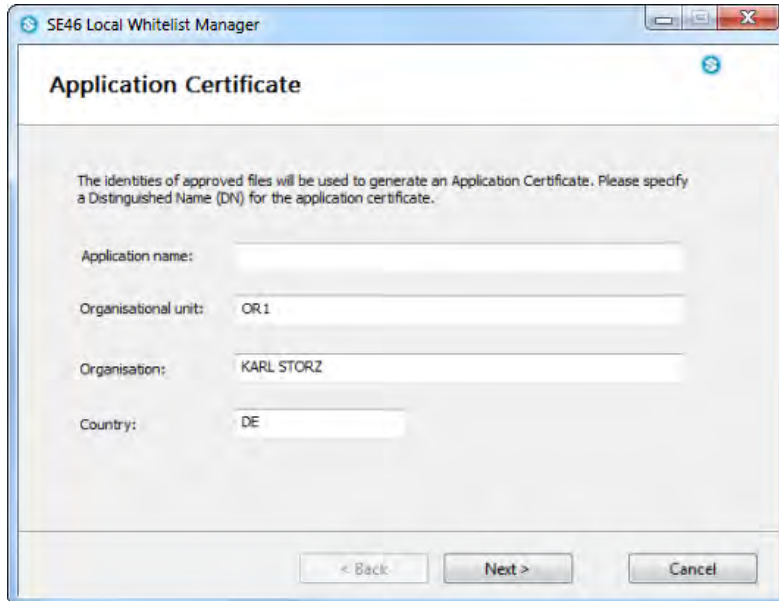 SE46 Local Whitelist Manager
Application Certificate
The identities of approved files will be used to generate an Application Certificate. Please specify
a Distinguished Name (DN) for the application certificate.
Application name:
Organisational unit: OR1
Organisation: KARL STORZ
Country: DE
< Back Next > Cancel